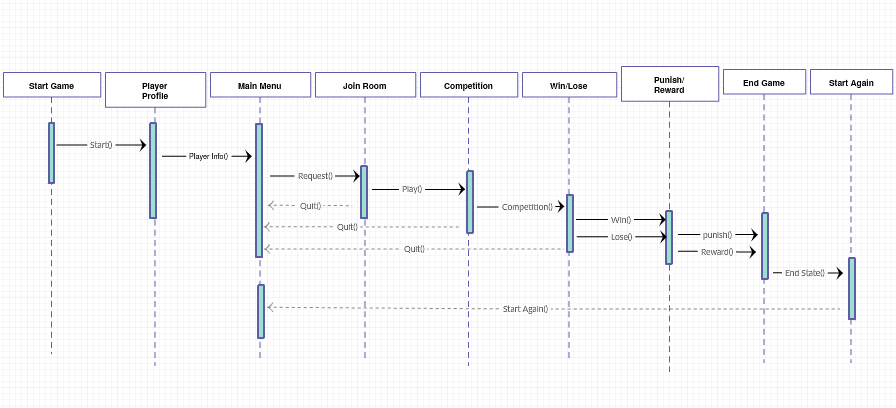 Start Game
Player
Profile
Main Menu
Join Room
Competition
Win/Lose
Punish/
Reward
End Game
Start Again
Start()
Player Info()
Request()
Play()
Quit()
Competition()
Win()
Quit()
Lose()
punish()
Quit()
Reward()
End State()
Start Again()